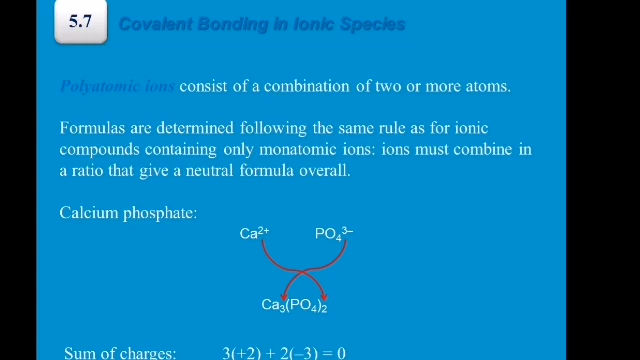 5.7
Covalent Bonding in Ionic Species
Polyatomic ions consist of a combination of two or more atoms.
Formulas are determined following the same rule as for ionic
compounds containing only monatomic ions: ions must combine in
a ratio that give a neutral formula overall.
Calcium phosphate:
Ca²⁺ PO₄³⁻
Ca₃(PO₄)₂
Sum of charges: 3(+2) + 2(–3) = 0